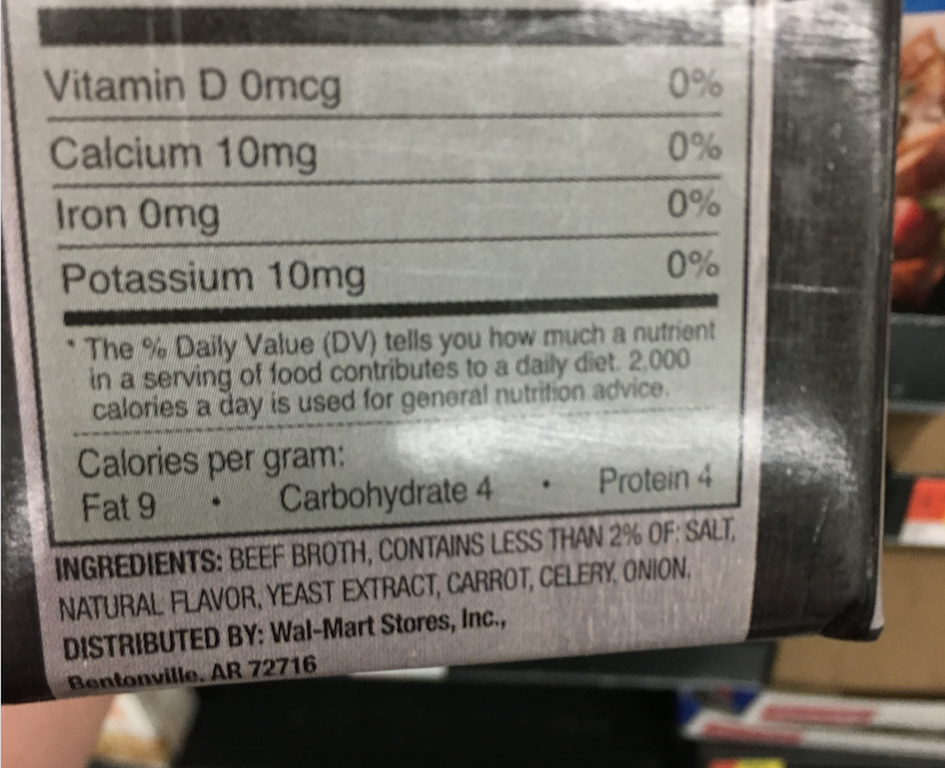 Vitamin D 0mcg 0%
Calcium 10mg 0%
Iron 0mg 0%
Potassium 10mg 0%
* The % Daily Value (DV) tells you how much a nutrient
in a serving of food contributes to a daily diet. 2,000
calories a day is used for general nutrition advice.
Calories per gram:
Fat 9 • Carbohydrate 4 • Protein 4
INGREDIENTS: BEEF BROTH, CONTAINS LESS THAN 2% OF: SALT,
NATURAL FLAVOR, YEAST EXTRACT, CARROT, CELERY, ONION.
DISTRIBUTED BY: Wal-Mart Stores, Inc.,
Bentonville, AR 72716